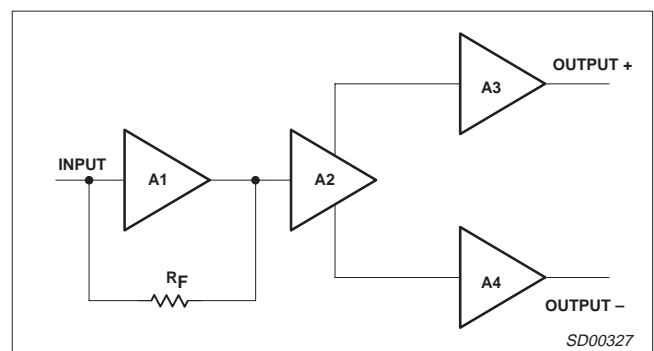 OUTPUT +
A3
INPUT
A1
A2
RF
A4
OUTPUT –
SD00327